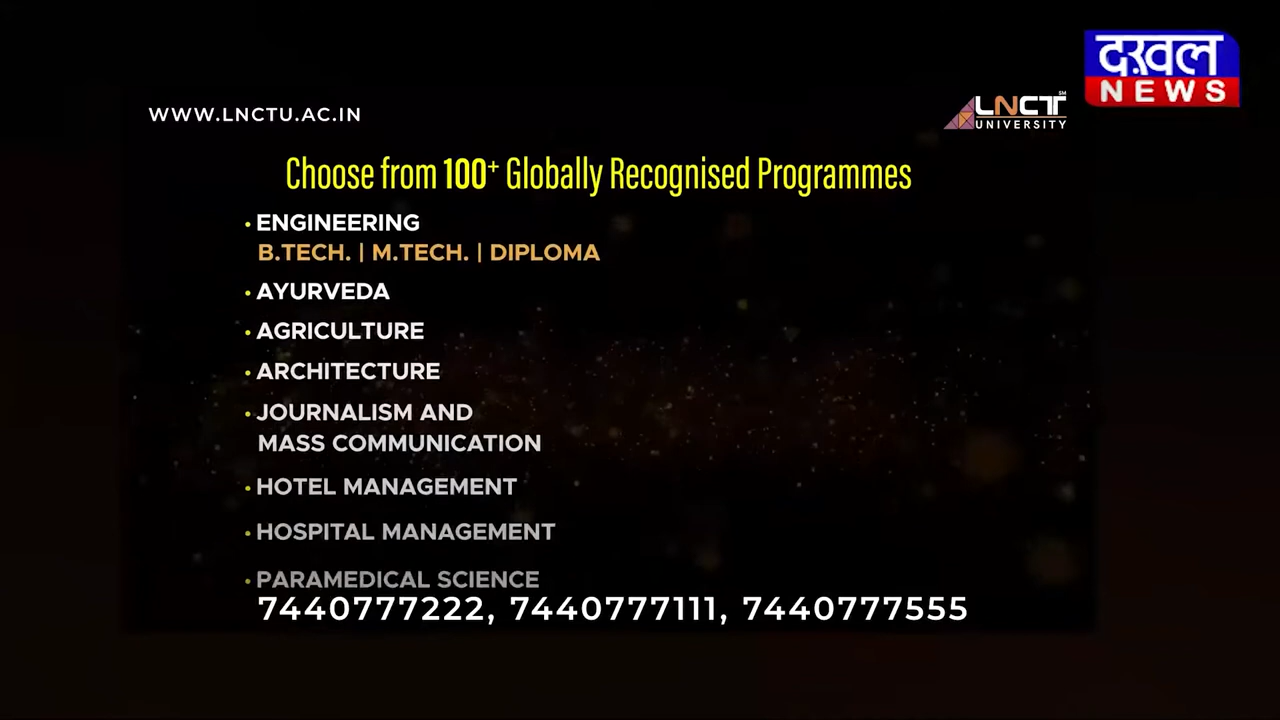 दख़ल
NEWS
WWW.LNCTU.AC.IN
LNCT SM
UNIVERSITY
Choose from 100+ Globally Recognised Programmes
• ENGINEERING
B.TECH. | M.TECH. | DIPLOMA
• AYURVEDA
• AGRICULTURE
• ARCHITECTURE
• JOURNALISM AND
MASS COMMUNICATION
• HOTEL MANAGEMENT
• HOSPITAL MANAGEMENT
• PARAMEDICAL SCIENCE
7440777222, 7440777111, 7440777555